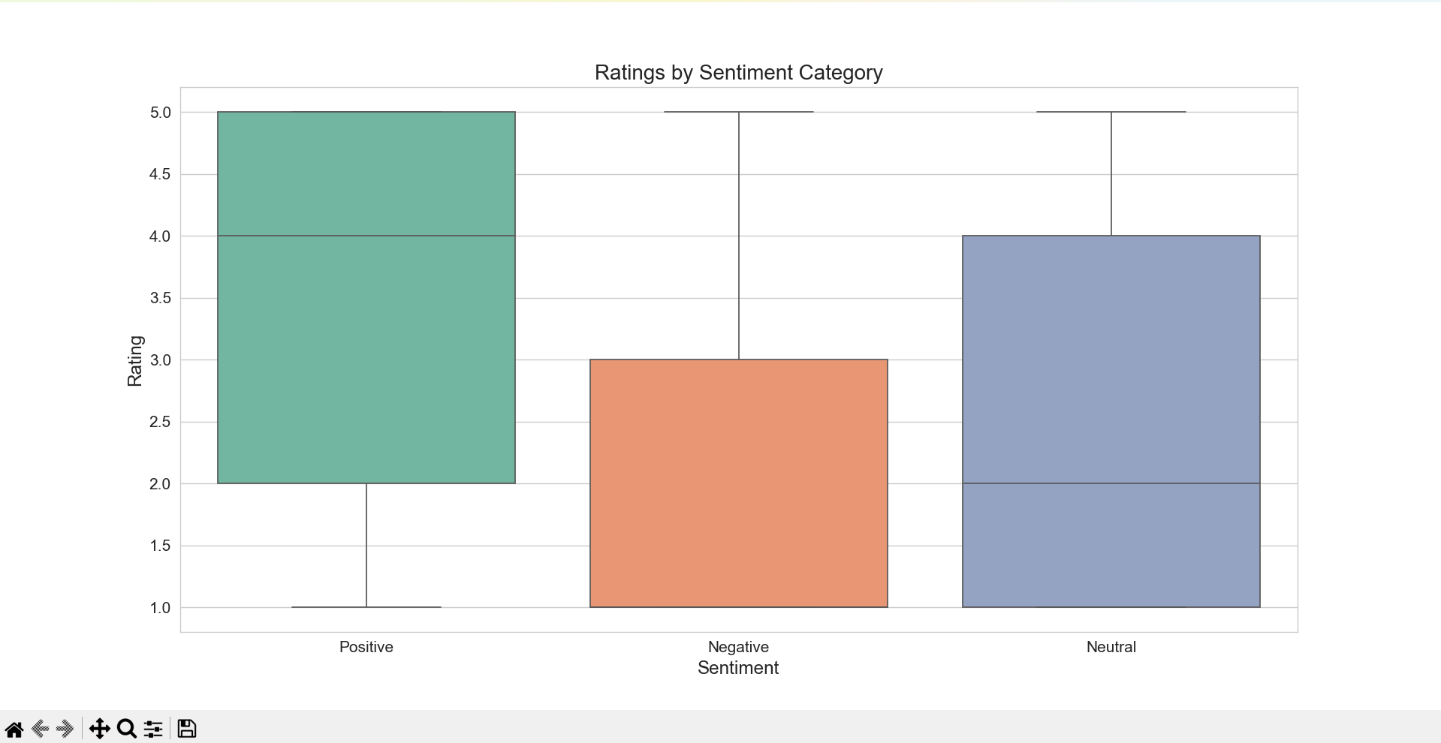 Ratings by Sentiment Category
5.0
4.5
4.0
3.5
3.0
2.5
2.0
1.5
1.0
Rating
Positive Negative Neutral
Sentiment